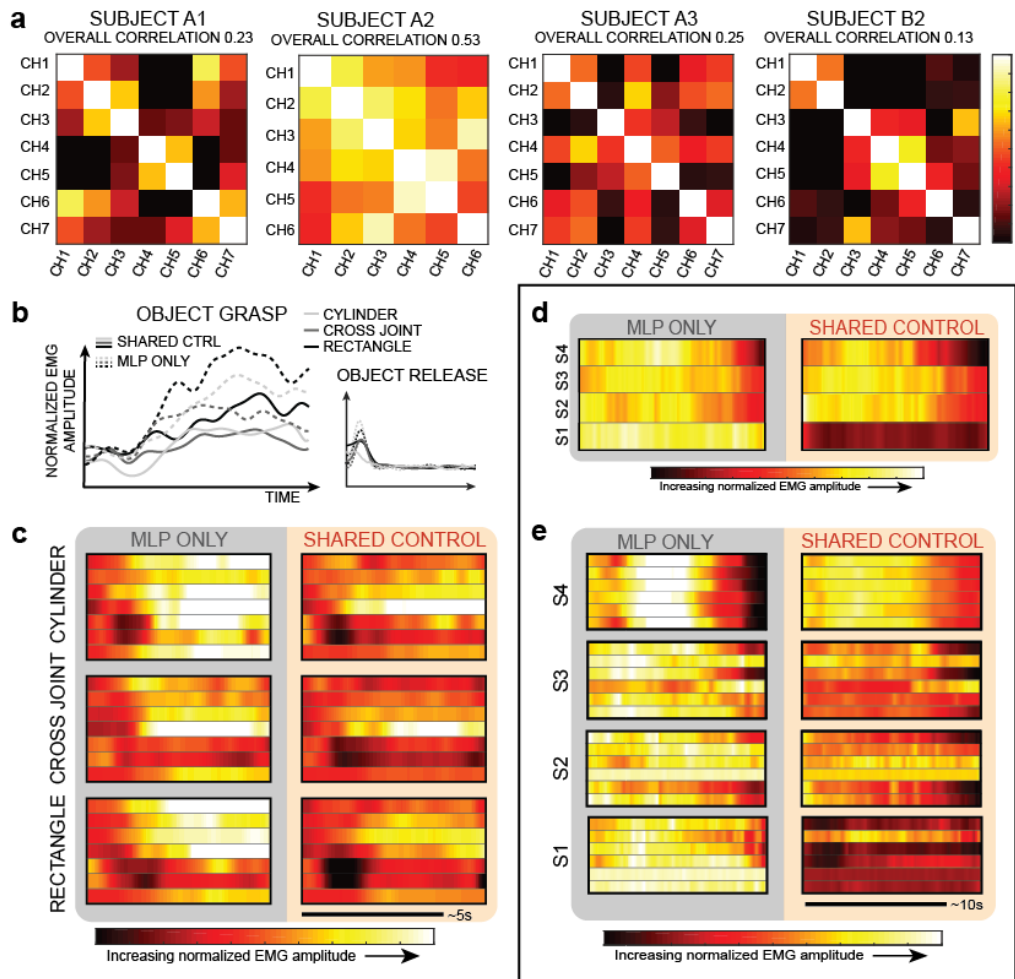 a
SUBJECT A1
OVERALL CORRELATION 0.23
CH1
CH2
CH3
CH4
CH5
CH6
CH7
CH1
CH2
CH3
CH4
CH5
CH6
CH7
SUBJECT A2
OVERALL CORRELATION 0.53
CH1
CH2
CH3
CH4
CH5
CH6
CH1
CH2
CH3
CH4
CH5
CH6
SUBJECT A3
OVERALL CORRELATION 0.25
CH1
CH2
CH3
CH4
CH5
CH6
CH7
CH1
CH2
CH3
CH4
CH5
CH6
CH7
SUBJECT B2
OVERALL CORRELATION 0.13
CH1
CH2
CH3
CH4
CH5
CH6
CH7
CH1
CH2
CH3
CH4
CH5
CH6
CH7
b
OBJECT GRASP
SHARED CTRL
MLP ONLY
CYLINDER
CROSS JOINT
RECTANGLE
NORMALIZED EMG
AMPLITUDE
TIME
OBJECT RELEASE
c
MLP ONLY
SHARED CONTROL
CYLINDER
CROSS JOINT
RECTANGLE
~5s
Increasing normalized EMG amplitude
d
MLP ONLY
SHARED CONTROL
S4
S3
S2
S1
Increasing normalized EMG amplitude
e
MLP ONLY
SHARED CONTROL
S4
S3
S2
S1
~10s
Increasing normalized EMG amplitude